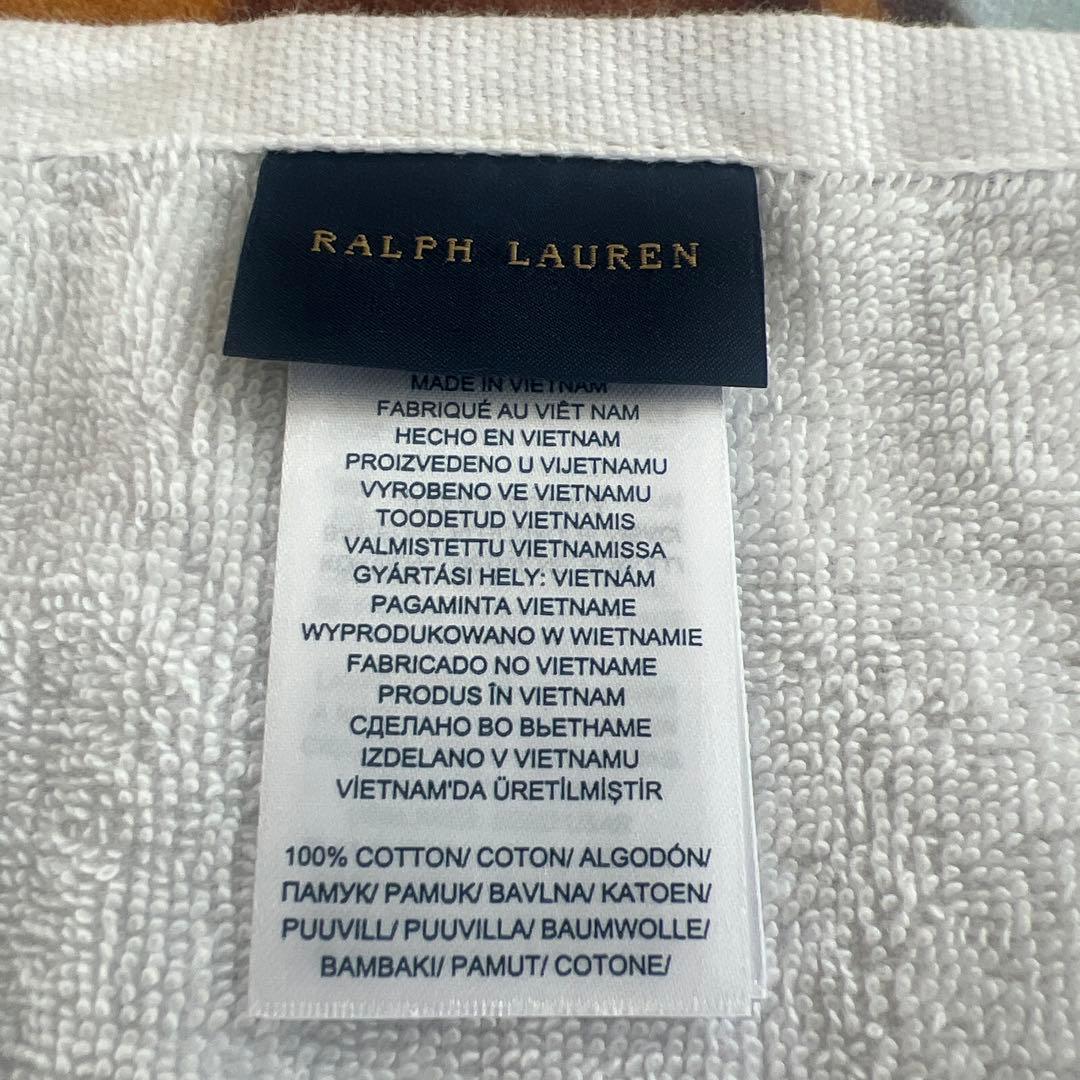 RALPH LAUREN
MADE IN VIETNAM
FABRIQUÉ AU VIÊT NAM
HECHO EN VIETNAM
PROIZVEDENO U VIJETNAMU
VYROBENO VE VIETNAMU
TOODETUD VIETNAMIS
VALMISTETTU VIETNAMISSA
GYÁRTÁSI HELY: VIETNÁM
PAGAMINTA VIETNAME
WYPRODUKOWANO W WIETNAMIE
FABRICADO NO VIETNAME
PRODUS ÎN VIETNAM
СДЕЛАНО ВО ВЬЕТНАМЕ
IZDELANO V VIETNAMU
VİETNAM'DA ÜRETİLMİŞTİR
100% COTTON/ COTON/ ALGODÓN/
ПАМУК/ PAMUK/ BAVLNA/ KATOEN/
PUUVILL/ PUUVILLA/ BAUMWOLLE/
BAMBAKI/ PAMUT/ COTONE/